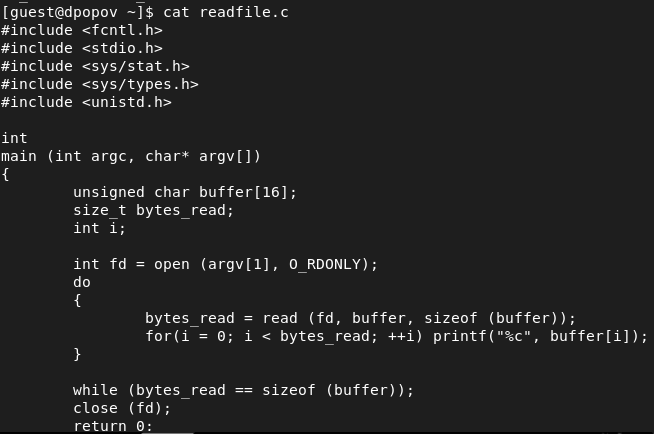 [guest@dpopov ~]$ cat readfile.c
#include <fcntl.h>
#include <stdio.h>
#include <sys/stat.h>
#include <sys/types.h>
#include <unistd.h>
int
main (int argc, char* argv[])
{
unsigned char buffer[16];
size_t bytes_read;
int i;
int fd = open (argv[1], O_RDONLY);
do
{
bytes_read = read (fd, buffer, sizeof (buffer));
for(i = 0; i < bytes_read; ++i) printf("%c", buffer[i]);
}
while (bytes_read == sizeof (buffer));
close (fd);
return 0;